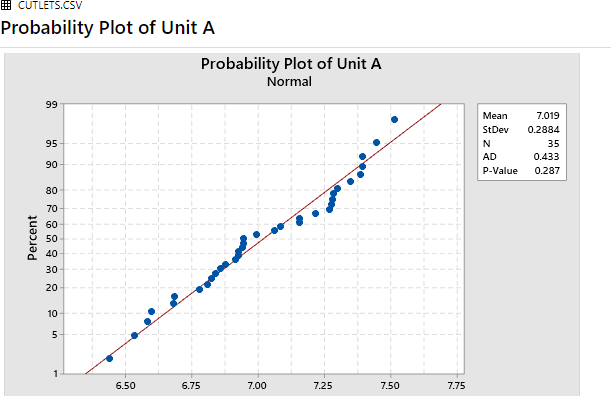 CUTLETS.CSV
Probability Plot of Unit A
Probability Plot of Unit A
Normal
99
95
90
80
70
60
50
40
30
20
10
5
1
Percent
6.50 6.75 7.00 7.25 7.50 7.75
Mean 7.019
StDev 0.2884
N 35
AD 0.433
P-Value 0.287